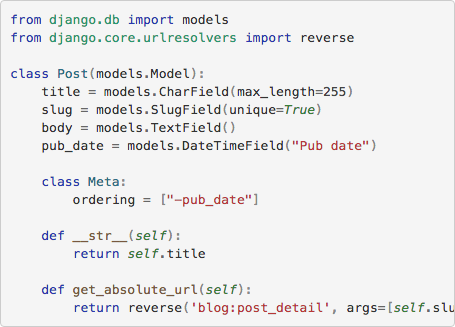 from django.db import models
from django.core.urlresolvers import reverse

class Post(models.Model):
    title = models.CharField(max_length=255)
    slug = models.SlugField(unique=True)
    body = models.TextField()
    pub_date = models.DateTimeField("Pub date")

    class Meta:
        ordering = ["-pub_date"]

    def __str__(self):
        return self.title

    def get_absolute_url(self):
        return reverse('blog:post_detail', args=[self.slu